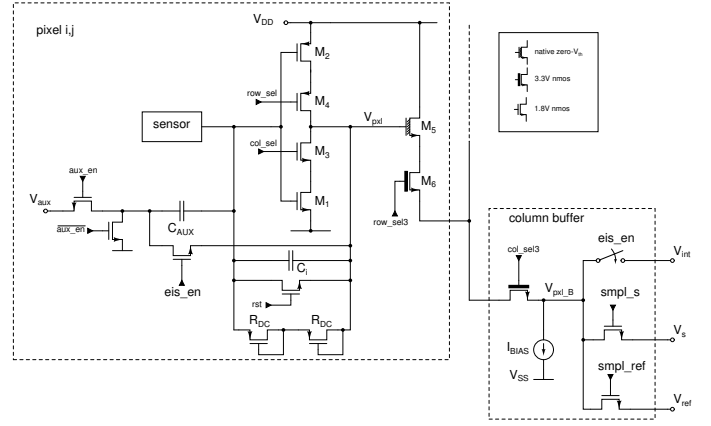 pixel i,j
V_DD
M_2
row_sel
M_4
sensor
V_pxl
M_5
col_sel
M_3
M_6
row_sel3
M_1
aux_en
V_aux
aux_en
C_AUX
eis_en
C_I
rst
R_DC
R_DC
native zero-V_th
3.3V nmos
1.8V nmos
column buffer
col_sel3
eis_en
V_int
V_pxl_B
smpl_s
V_s
I_BIAS
V_SS
smpl_ref
V_ref